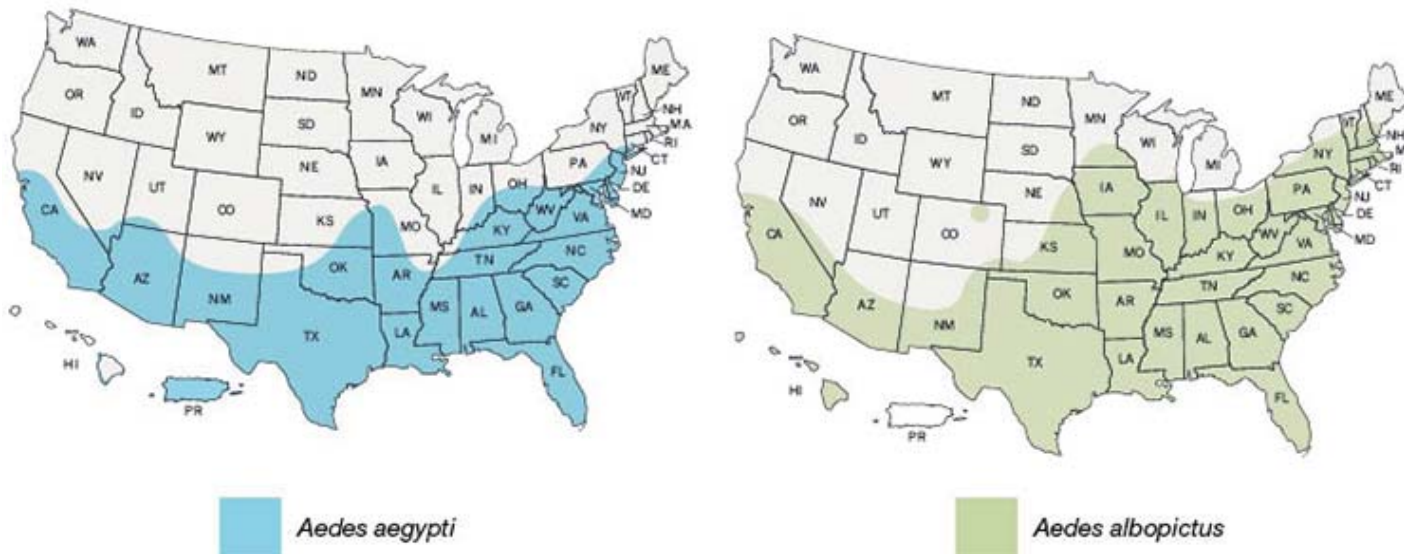 WA
MT
ND
MN
ME
VT
NH
MA
RI
CT
NJ
DE
MD
OR
ID
WY
SD
WI
MI
NY
PA
NV
UT
CO
NE
IA
IL
IN
OH
WV
VA
CA
KS
MO
KY
NC
TN
AZ
NM
OK
AR
SC
TX
LA
MS
AL
GA
FL
HI
PR
Aedes aegypti
WA
MT
ND
MN
ME
VT
NH
M
RI
CT
NJ
DE
MD
OR
ID
WY
SD
WI
MI
NY
PA
NV
UT
CO
NE
IA
IL
IN
OH
WV
VA
CA
KS
MO
KY
NC
TN
AZ
NM
OK
AR
SC
TX
LA
MS
AL
GA
FL
HI
PR
Aedes albopictus